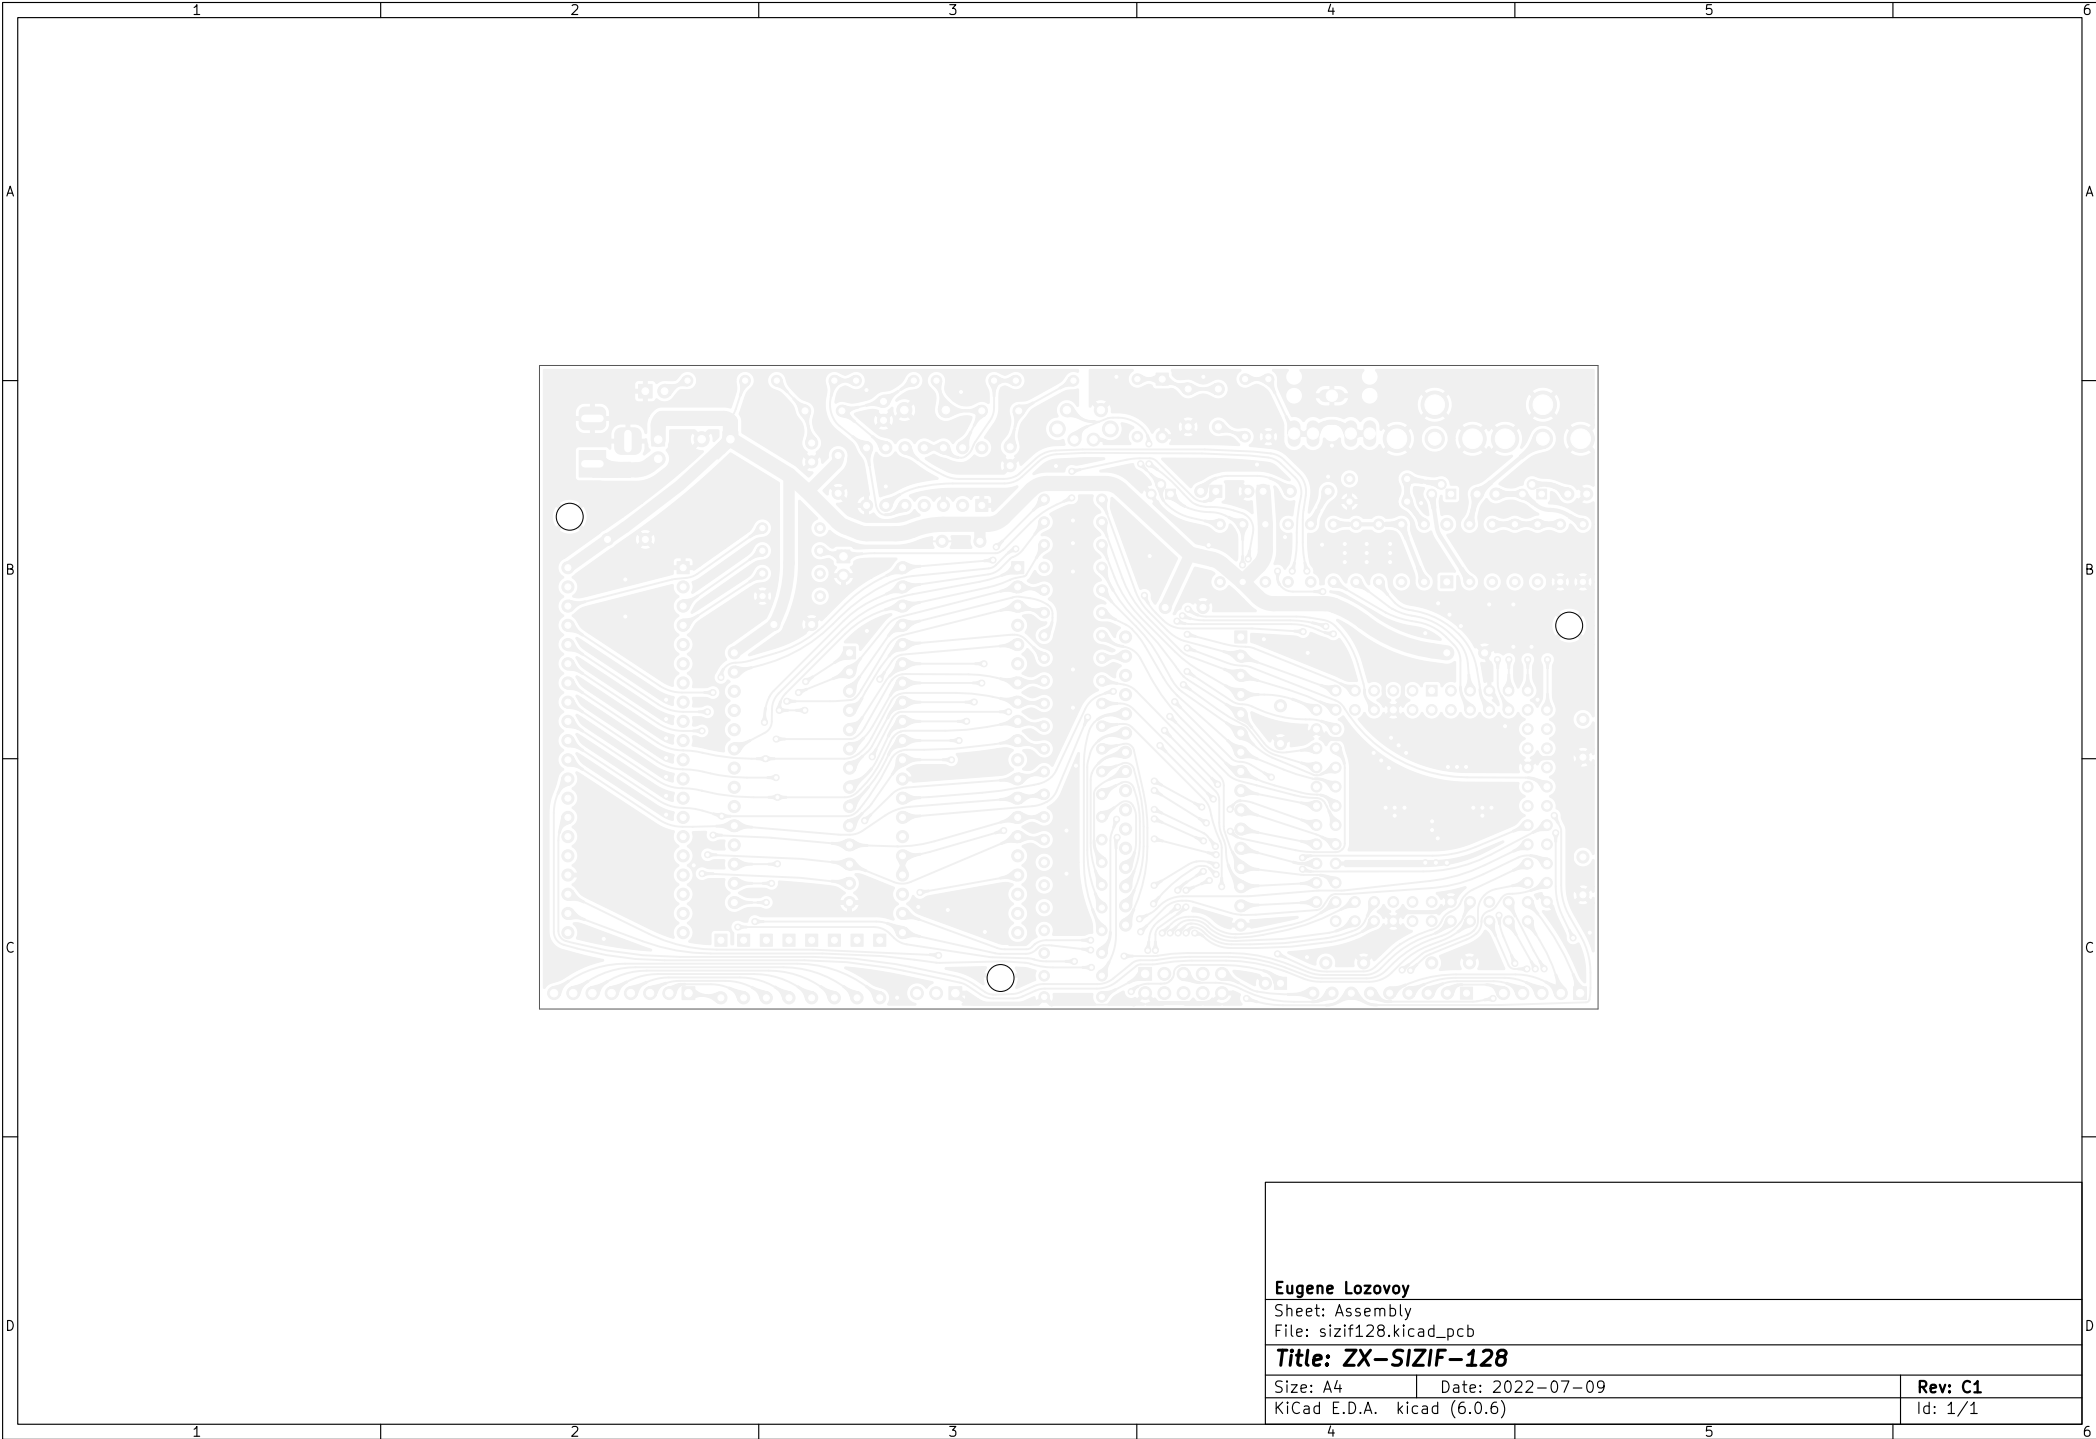 1 2 3 4 5 6
A A
B B
C C
Eugene Lozovoy
Sheet: Assembly
D D
File: sizif128.kicad_pcb
Title: ZX-SIZIF-128
Size: A4 Date: 2022-07-09 Rev: C1
KiCad E.D.A. kicad (6.0.6) Id: 1/1
1 2 3 4 5 6